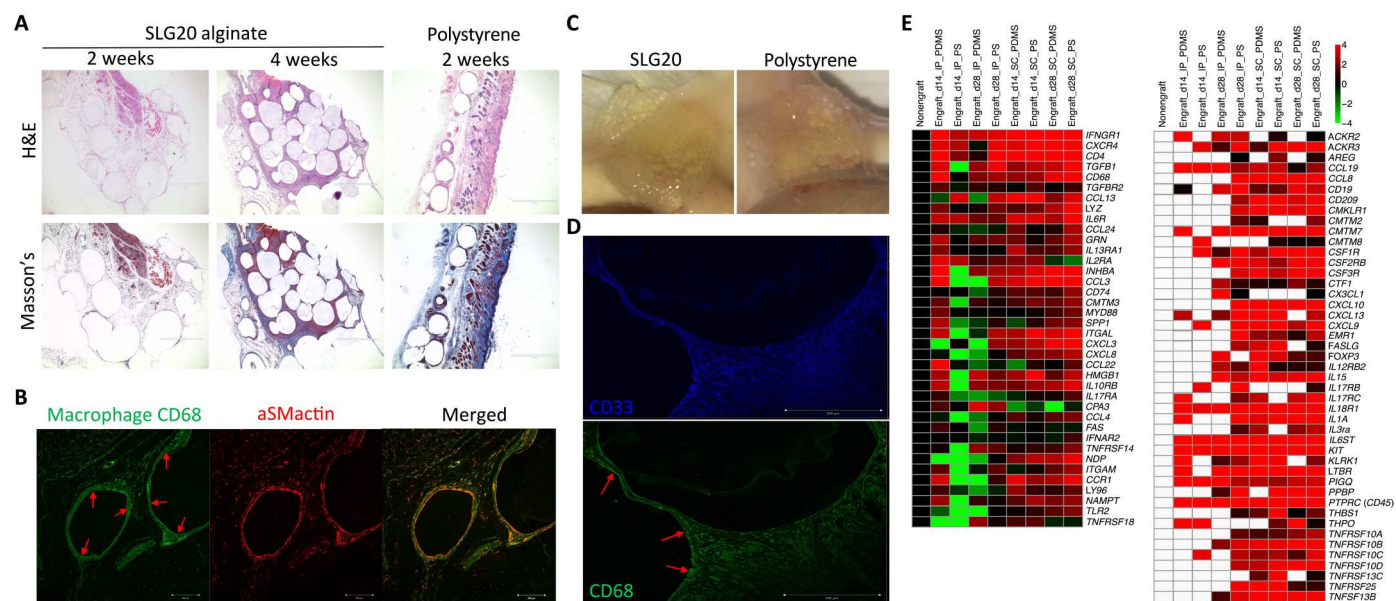 A
SLG20 alginate
Polystyrene
2 weeks
4 weeks
2 weeks
H&E
Masson's
B
Macrophage CD68
aSMactin
Merged
C
SLG20
Polystyrene
D
CD33
CD68
E
Nonengraft
Engraft_d14_IP_PDMS
Engraft_d14_IP_PS
Engraft_d28_IP_PDMS
Engraft_d28_IP_PS
Engraft_d14_SC_PDMS
Engraft_d14_SC_PS
Engraft_d28_SC_PDMS
Engraft_d28_SC_PS
IFNGR1
CXCR4
CD4
TGFB1
CD68
TGFBR2
CCL13
LYZ
IL6R
CCL24
GRN
IL13RA1
IL2RA
INHBA
CCL3
CD74
CMTM3
MYD88
SPP1
ITGAL
CXCL3
CXCL8
CCL22
HMGB1
IL10RB
IL17RA
CPA3
CCL4
FAS
IFNAR2
TNFRSF14
NDP
ITGAM
CCR1
LY96
NAMPT
TLR2
TNFRSF18
Nonengraft
Engraft_d14_IP_PDMS
Engraft_d14_IP_PS
Engraft_d28_IP_PDMS
Engraft_d28_IP_PS
Engraft_d14_SC_PDMS
Engraft_d14_SC_PS
Engraft_d28_SC_PDMS
Engraft_d28_SC_PS
4
2
0
−2
−4
ACKR2
ACKR3
AREG
CCL19
CCL8
CD19
CD209
CMKLR1
CMTM2
CMTM7
CMTM8
CSF1R
CSF2RB
CSF3R
CTF1
CX3CL1
CXCL10
CXCL13
CXCL9
EMR1
FASLG
FOXP3
IL12RB2
IL15
IL17RB
IL17RC
IL18R1
IL1A
IL3ra
IL6ST
KIT
KLRK1
LTBR
PIGQ
PPBP
PTPRC (CD45)
THBS1
THPO
TNFRSF10A
TNFRSF10B
TNFRSF10C
TNFRSF10D
TNFRSF13C
TNFRSF25
TNFSF13B